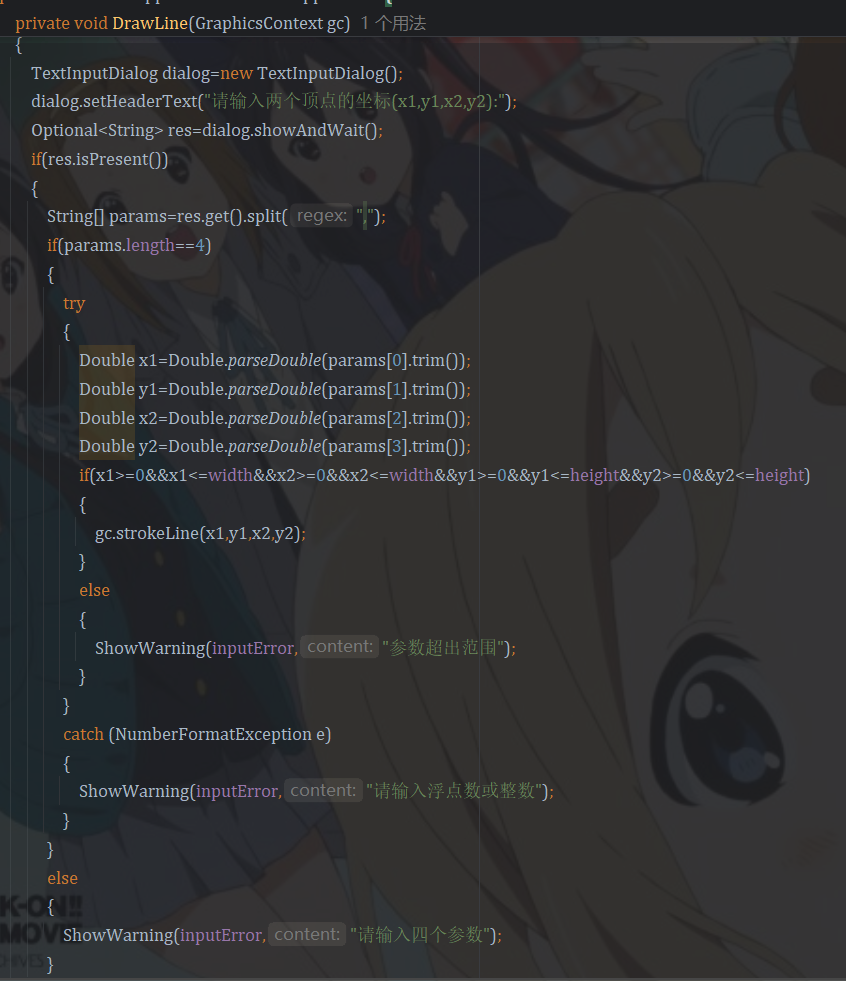 private void DrawLine(GraphicsContext gc) 1 个用法
{
TextInputDialog dialog=new TextInputDialog();
dialog.setHeaderText("请输入两个顶点的坐标(x1,y1,x2,y2):");
Optional<String> res=dialog.showAndWait();
if(res.isPresent())
{
String[] params=res.get().split( regex: ",");
if(params.length==4)
{
try
{
Double x1=Double.parseDouble(params[0].trim());
Double y1=Double.parseDouble(params[1].trim());
Double x2=Double.parseDouble(params[2].trim());
Double y2=Double.parseDouble(params[3].trim());
if(x1>=0&&x1<=width&&x2>=0&&x2<=width&&y1>=0&&y1<=height&&y2>=0&&y2<=height)
{
gc.strokeLine(x1,y1,x2,y2);
}
else
{
ShowWarning(inputError, content: "参数超出范围");
}
}
catch (NumberFormatException e)
{
ShowWarning(inputError, content: "请输入浮点数或整数");
}
}
else
{
K-ON!!
MOVIE
ShowWarning(inputError, content: "请输入四个参数");
}